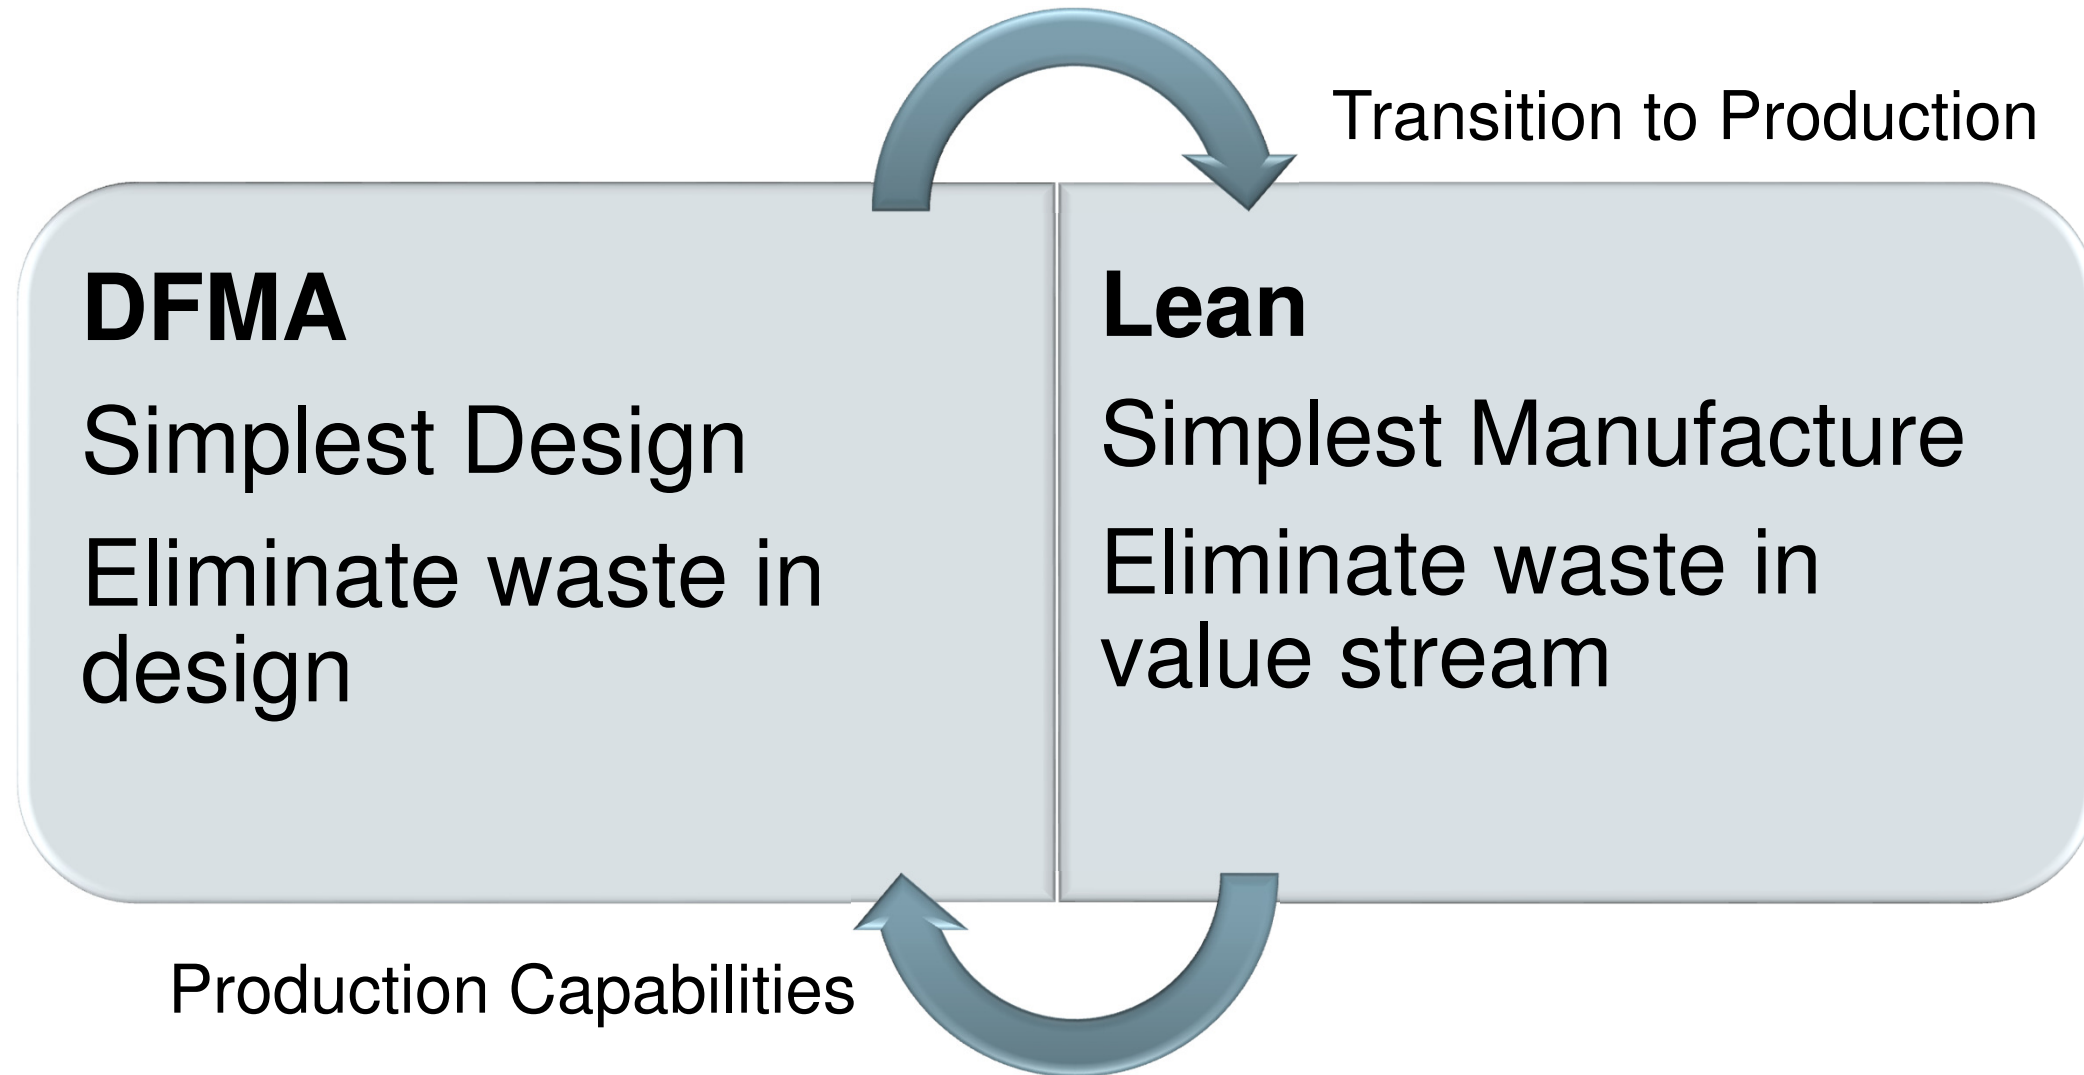 Transition to Production
DFMA
Simplest Design
Eliminate waste in
design
Lean
Simplest Manufacture
Eliminate waste in
value stream
Production Capabilities